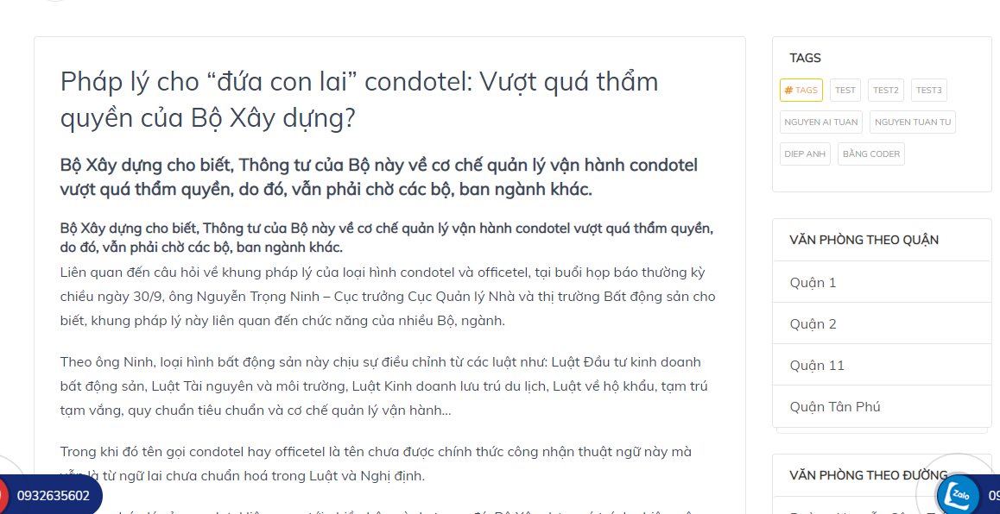 Pháp lý cho “đứa con lai” condotel: Vượt quá thẩm
quyền của Bộ Xây dựng?
Bộ Xây dựng cho biết, Thông tư của Bộ này về cơ chế quản lý vận hành condotel
vượt quá thẩm quyền, do đó, vẫn phải chờ các bộ, ban ngành khác.
Bộ Xây dựng cho biết, Thông tư của Bộ này về cơ chế quản lý vận hành condotel vượt quá thẩm quyền,
do đó, vẫn phải chờ các bộ, ban ngành khác.
Liên quan đến câu hỏi về khung pháp lý của loại hình condotel và officetel, tại buổi họp báo thường kỳ
chiều ngày 30/9, ông Nguyễn Trọng Ninh – Cục trưởng Cục Quản lý Nhà và thị trường Bất động sản cho
biết, khung pháp lý này liên quan đến chức năng của nhiều Bộ, ngành.
Theo ông Ninh, loại hình bất động sản này chịu sự điều chỉnh từ các luật như: Luật Đầu tư kinh doanh
bất động sản, Luật Tài nguyên và môi trường, Luật Kinh doanh lưu trú du lịch, Luật về hộ khẩu, tạm trú
tạm vắng, quy chuẩn tiêu chuẩn và cơ chế quản lý vận hành...
Trong khi đó tên gọi condotel hay officetel là tên chưa được chính thức công nhận thuật ngữ này mà
vẫn là từ ngữ lai chưa chuẩn hoá trong Luật và Nghị định.
0932635602
TAGS
# TAGS TEST TEST2 TEST3
NGUYEN AI TUAN NGUYEN TUAN TU
DIEP ANH BẰNG CODER
VĂN PHÒNG THEO QUẬN
Quận 1
Quận 2
Quận 11
Quận Tân Phú
VĂN PHÒNG THEO ĐƯỜNG
Zalo
09